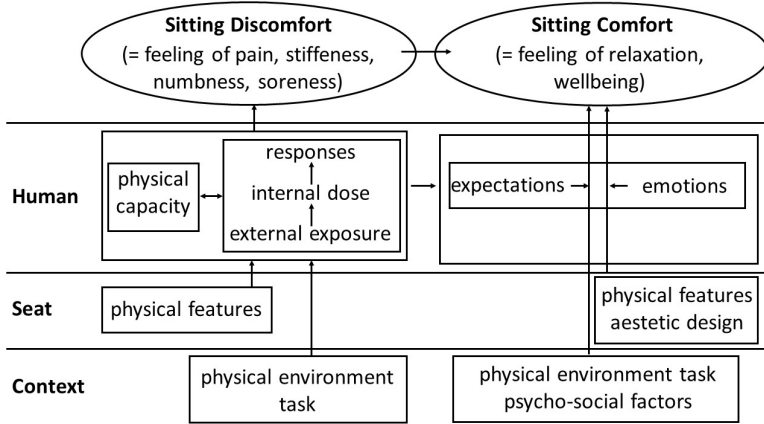 Sitting Discomfort
(= feeling of pain, stiffeness,
numbness, soreness)
Sitting Comfort
(= feeling of relaxation,
wellbeing)
Human
physical
capacity
responses
internal dose
external exposure
expectations
emotions
Seat
physical features
physical features
aestetic design
Context
physical environment
task
physical environment task
psycho-social factors